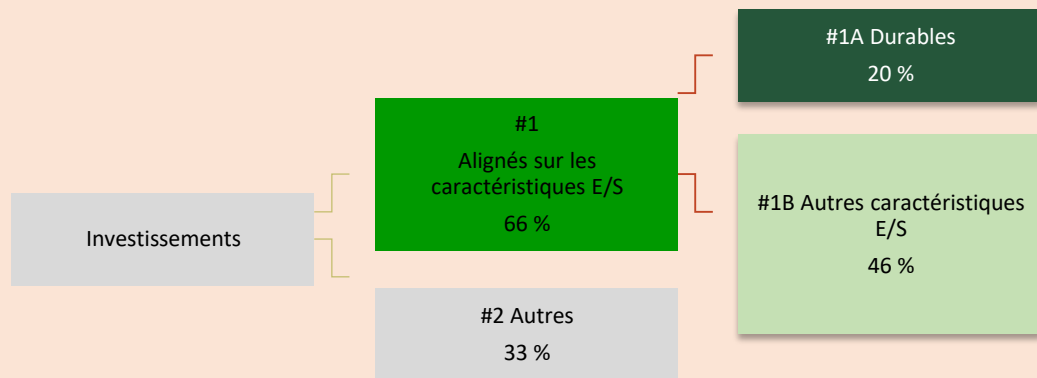 Investissements
#1
Alignés sur les
caractéristiques E/S
66 %
#2 Autres
33 %
#1A Durables
20 %
#1B Autres caractéristiques
E/S
46 %